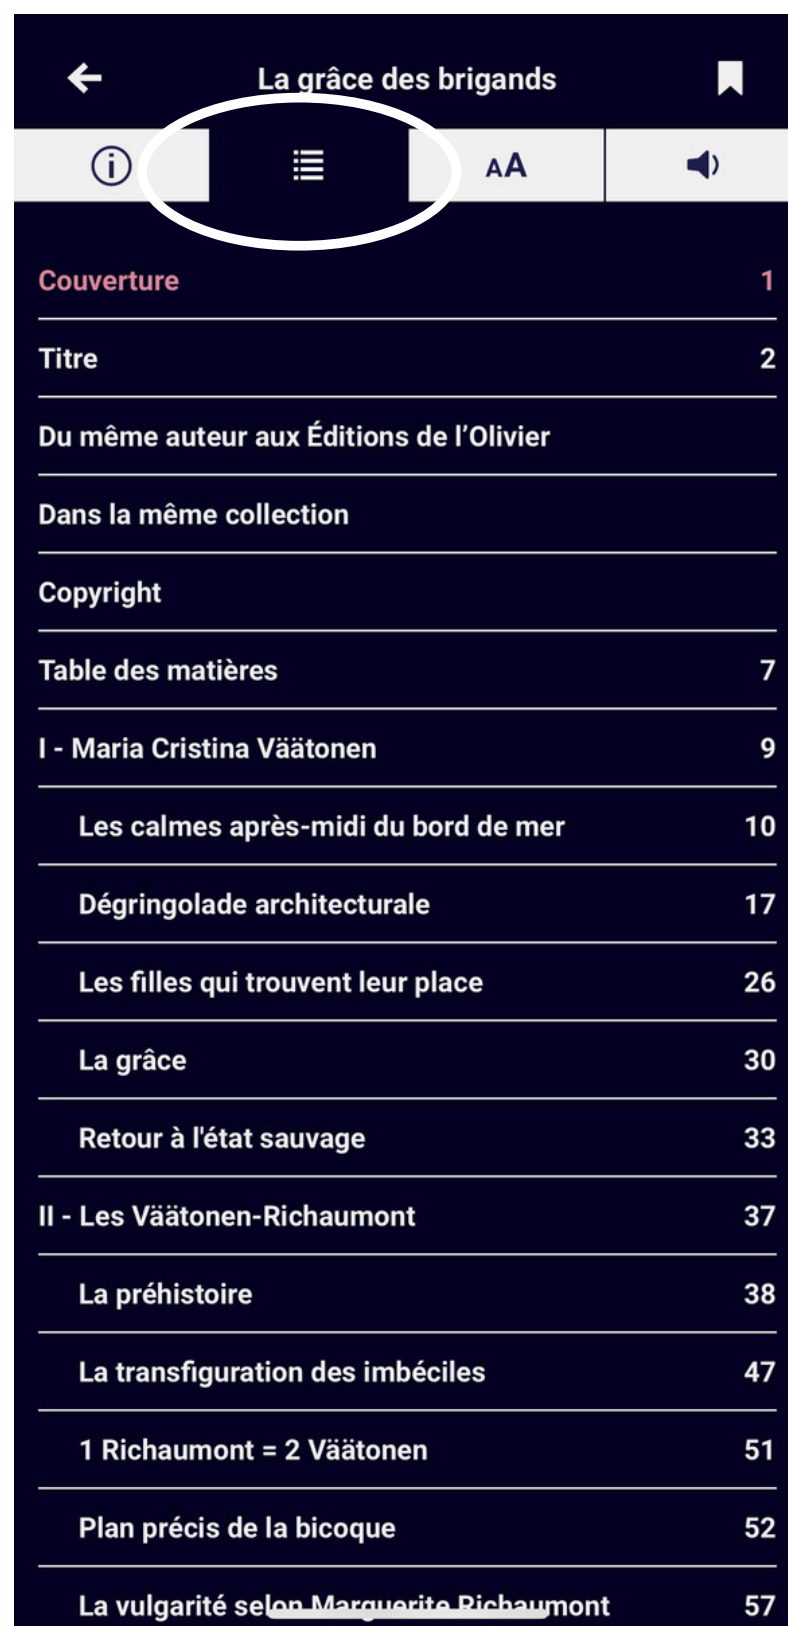 La grâce des brigands
AA
Couverture 1
Titre 2
Du même auteur aux Éditions de l’Olivier
Dans la même collection
Copyright
Table des matières 7
I - Maria Cristina Väätonen 9
Les calmes après-midi du bord de mer 10
Dégringolade architecturale 17
Les filles qui trouvent leur place 26
La grâce 30
Retour à l'état sauvage 33
II - Les Väätonen-Richaumont 37
La préhistoire 38
La transfiguration des imbéciles 47
1 Richaumont = 2 Väätonen 51
Plan précis de la bicoque 52
La vulgarité selon Marguerite Richaumont 57